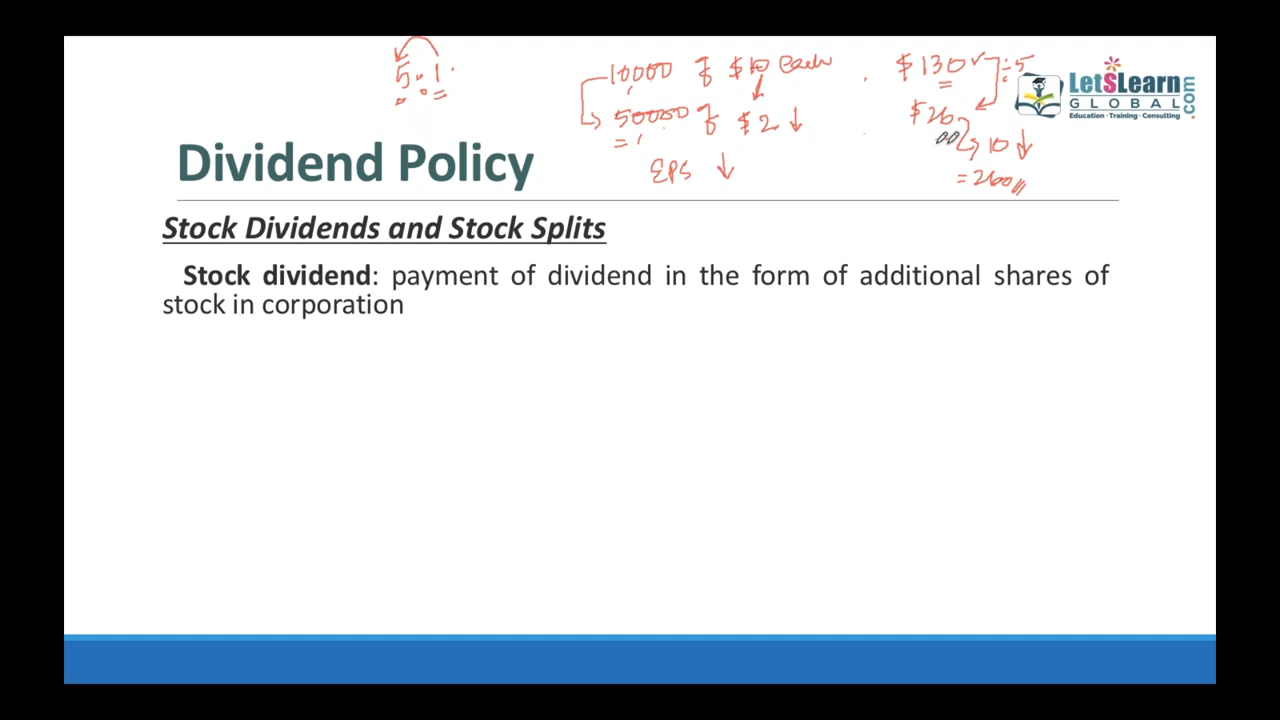 5:1.
10000 of $10 each
$130 ÷ 5
LetsLearn
GLOBAL.com
Education • Training • Consulting
50000 of $2 ↓
$26
10 ↓
= 260
EPS ↓
Dividend Policy
Stock Dividends and Stock Splits
Stock dividend: payment of dividend in the form of additional shares of
stock in corporation